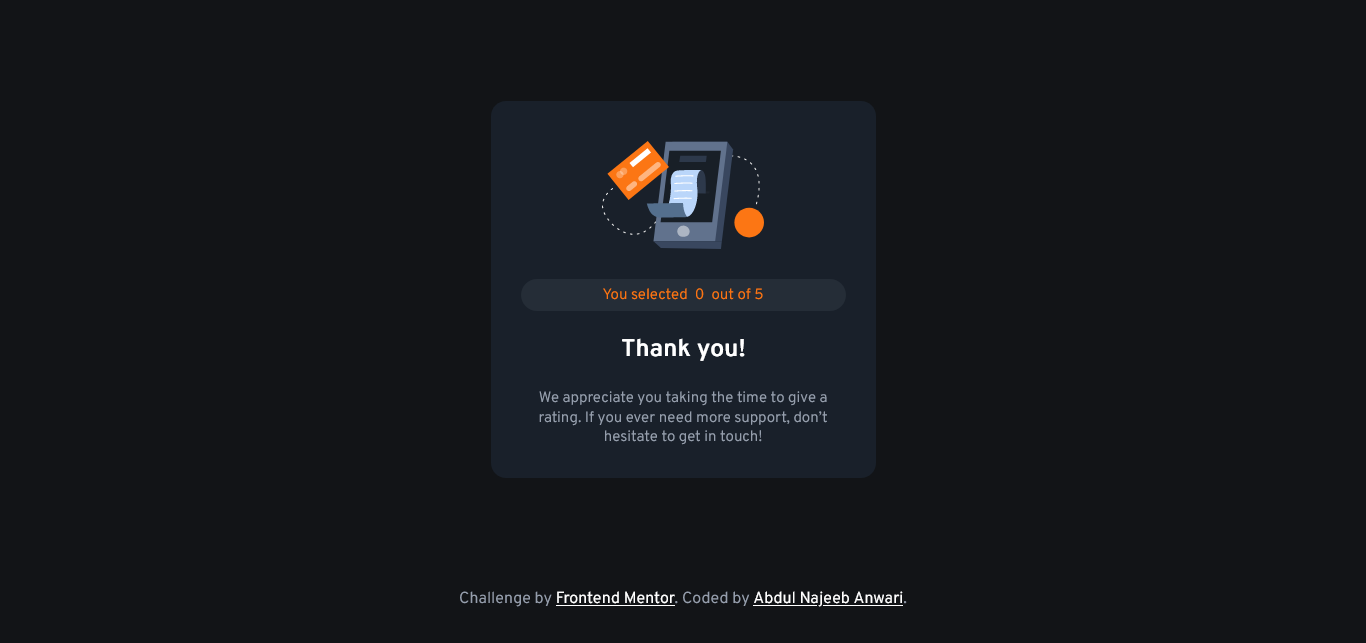 You selected 0 out of 5
Thank you!
We appreciate you taking the time to give a
rating. If you ever need more support, don’t
hesitate to get in touch!
Challenge by Frontend Mentor. Coded by Abdul Najeeb Anwari.